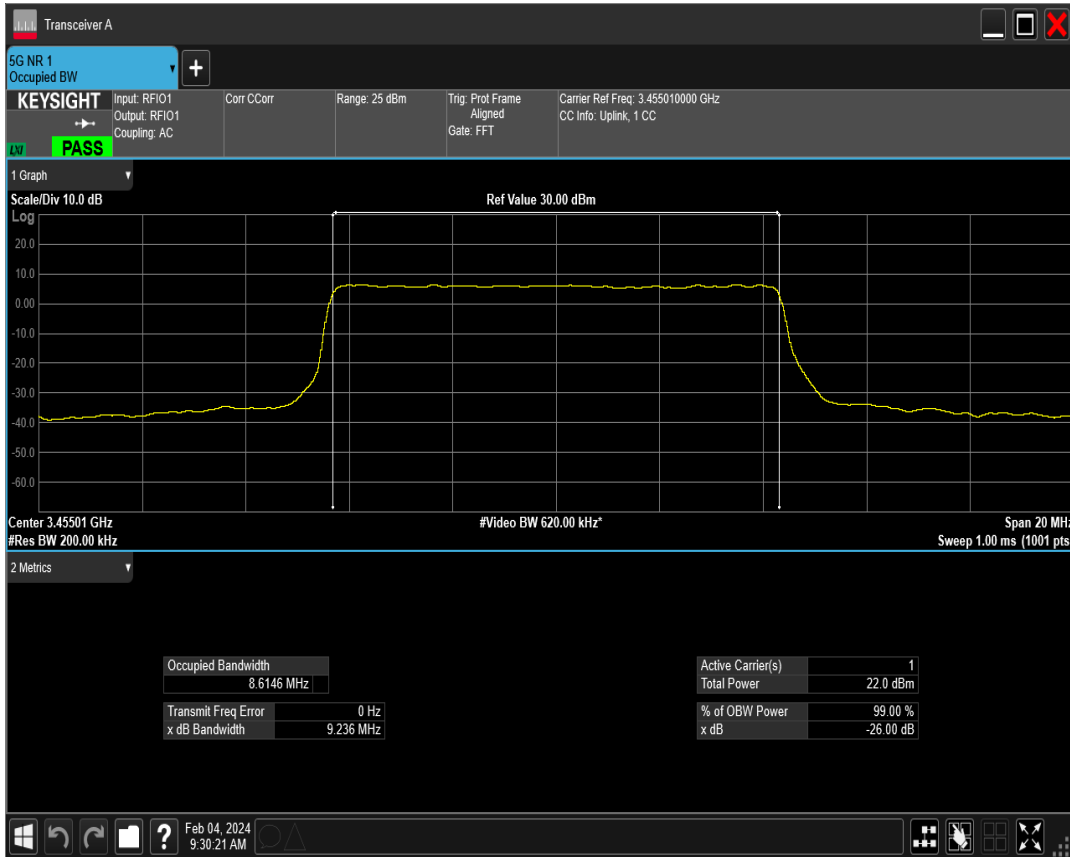 Transceiver A
5G NR 1
Occupied BW
KEYSIGHT
LXI
PASS
Input: RFIO1
Output: RFIO1
Coupling: AC
Corr CCorr
Range: 25 dBm
Trig: Prot Frame
Aligned
Gate: FFT
Carrier Ref Freq: 3.455010000 GHz
CC Info: Uplink, 1 CC
1 Graph
Scale/Div 10.0 dB
Ref Value 30.00 dBm
Log
20.0
10.0
0.00
-10.0
-20.0
-30.0
-40.0
-50.0
-60.0
Center 3.45501 GHz
#Video BW 620.00 kHz*
Span 20 MHz
#Res BW 200.00 kHz
Sweep 1.00 ms (1001 pts
2 Metrics
Occupied Bandwidth
8.6146 MHz
Transmit Freq Error 0 Hz
x dB Bandwidth 9.236 MHz
Active Carrier(s) 1
Total Power 22.0 dBm
% of OBW Power 99.00 %
x dB -26.00 dB
?
Feb 04, 2024
9:30:21 AM